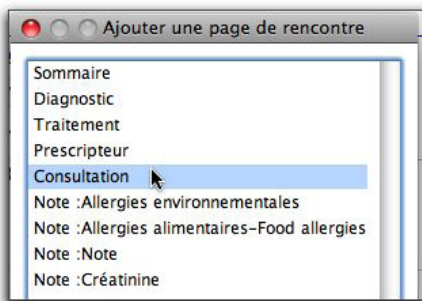 Ajouter une page de rencontre
Sommaire
Diagnostic
Traitement
Prescripteur
Consultation
Note :Allergies environnementales
Note :Allergies alimentaires-Food allergies
Note :Note
Note :Créatinine